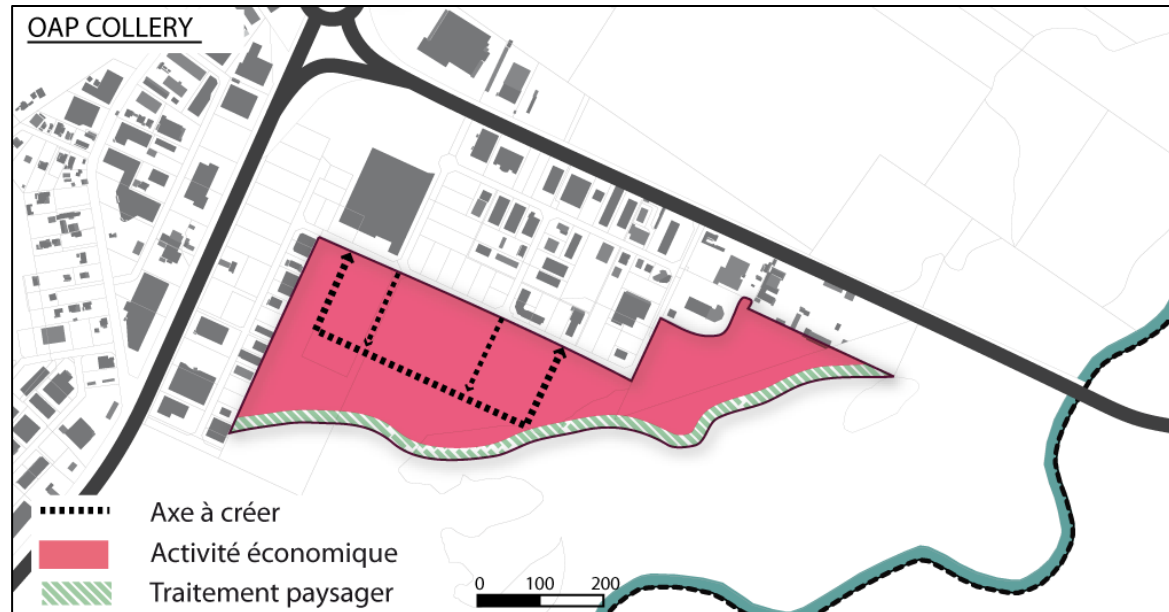 OAP COLLERY
Axe à créer
Activité économique
Traitement paysager
0 100 200